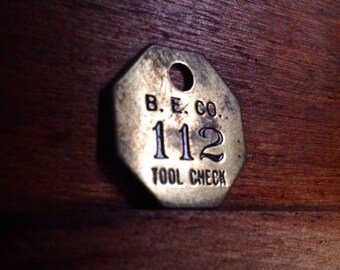 B. E. CO.
112
TOOL CHECK